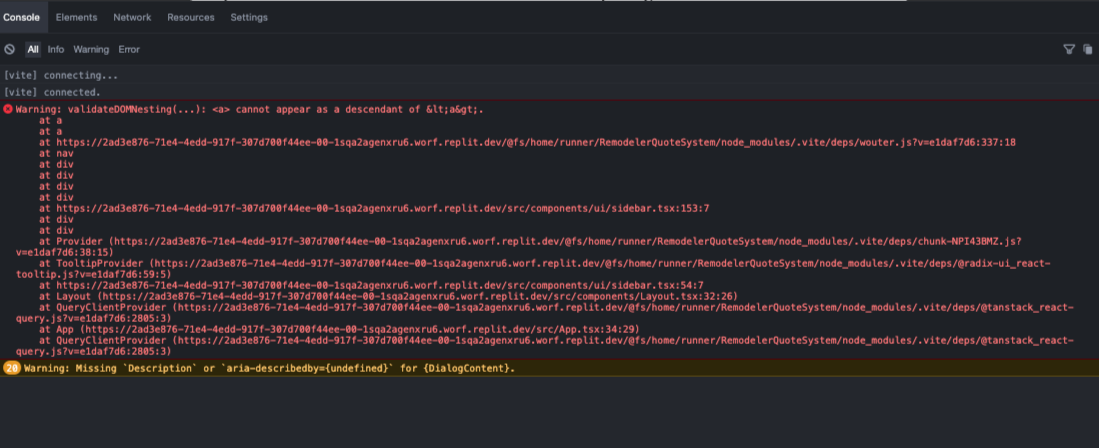 Console Elements Network Resources Settings
All Info Warning Error
[vite] connecting...
[vite] connected.
Warning: validateDOMNesting(...): <a> cannot appear as a descendant of &lt;a&gt;.
at a
at a
at https://2ad3e876-71e4-4edd-917f-307d700f44ee-00-1sqa2agenxru6.worf.replit.dev/@fs/home/runner/RemodelerQuoteSystem/node_modules/.vite/deps/wouter.js?v=e1daf7d6:337:18
at nav
at div
at div
at div
at div
at https://2ad3e876-71e4-4edd-917f-307d700f44ee-00-1sqa2agenxru6.worf.replit.dev/src/components/ui/sidebar.tsx:153:7
at div
at div
at Provider (https://2ad3e876-71e4-4edd-917f-307d700f44ee-00-1sqa2agenxru6.worf.replit.dev/@fs/home/runner/RemodelerQuoteSystem/node_modules/.vite/deps/chunk-NPI43BMZ.js?
v=e1daf7d6:38:15)
at TooltipProvider (https://2ad3e876-71e4-4edd-917f-307d700f44ee-00-1sqa2agenxru6.worf.replit.dev/@fs/home/runner/RemodelerQuoteSystem/node_modules/.vite/deps/@radix-ui_react-
tooltip.js?v=e1daf7d6:59:5)
at https://2ad3e876-71e4-4edd-917f-307d700f44ee-00-1sqa2agenxru6.worf.replit.dev/src/components/ui/sidebar.tsx:54:7
at Layout (https://2ad3e876-71e4-4edd-917f-307d700f44ee-00-1sqa2agenxru6.worf.replit.dev/src/components/Layout.tsx:32:26)
at QueryClientProvider (https://2ad3e876-71e4-4edd-917f-307d700f44ee-00-1sqa2agenxru6.worf.replit.dev/@fs/home/runner/RemodelerQuoteSystem/node_modules/.vite/deps/@tanstack_react-
query.js?v=e1daf7d6:2805:3)
at App (https://2ad3e876-71e4-4edd-917f-307d700f44ee-00-1sqa2agenxru6.worf.replit.dev/src/App.tsx:34:29)
at QueryClientProvider (https://2ad3e876-71e4-4edd-917f-307d700f44ee-00-1sqa2agenxru6.worf.replit.dev/@fs/home/runner/RemodelerQuoteSystem/node_modules/.vite/deps/@tanstack_react-
query.js?v=e1daf7d6:2805:3)
20 Warning: Missing `Description` or `aria-describedby={undefined}` for {DialogContent}.